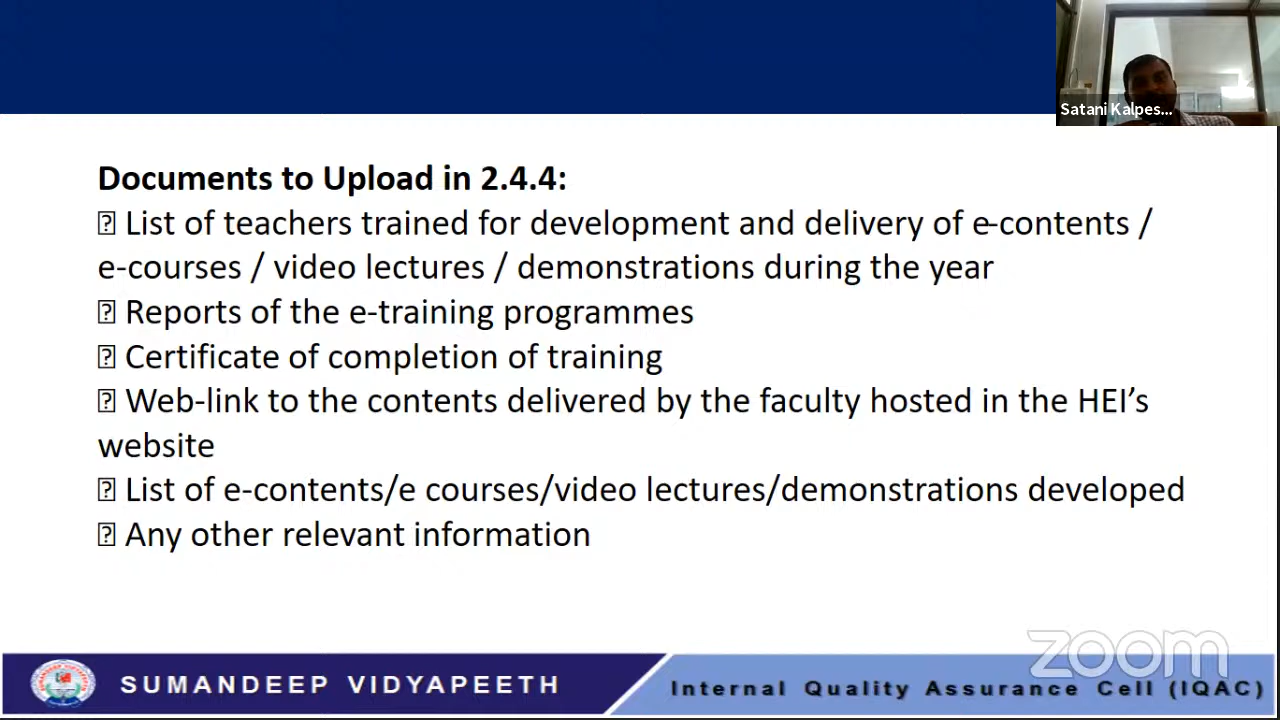 Satani Kalpes...
Documents to Upload in 2.4.4:
⍰ List of teachers trained for development and delivery of e-contents /
e-courses / video lectures / demonstrations during the year
⍰ Reports of the e-training programmes
⍰ Certificate of completion of training
⍰ Web-link to the contents delivered by the faculty hosted in the HEI’s
website
⍰ List of e-contents/e courses/video lectures/demonstrations developed
⍰ Any other relevant information
zoom
SUMANDEEP VIDYAPEETH
Internal Quality Assurance Cell (IQAC)